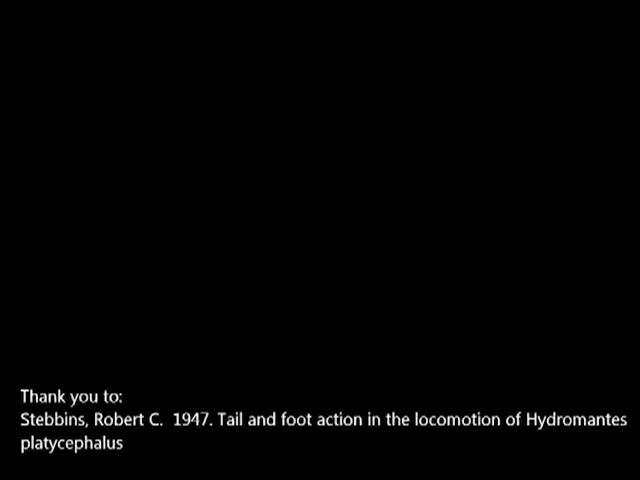 Thank you to:
Stebbins, Robert C.  1947. Tail and foot action in the locomotion of Hydromantes
platycephalus